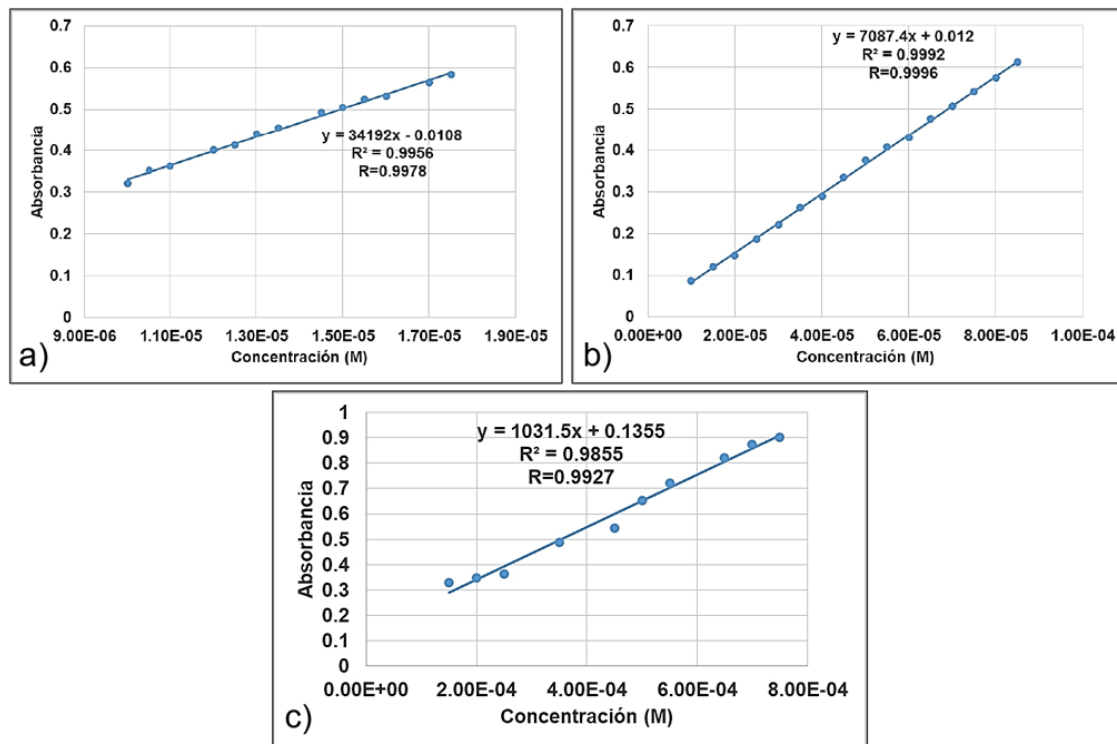 0.7
0.6
0.5
0.4
0.3
0.2
0.1
0
Absorbancia
y = 34192x - 0.0108
R² = 0.9956
R=0.9978
9.00E-06 1.10E-05 1.30E-05 1.50E-05 1.70E-05 1.90E-05
Concentración (M)
a)
0.7
0.6
0.5
0.4
0.3
0.2
0.1
0
Absorbancia
y = 7087.4x + 0.012
R² = 0.9992
R=0.9996
0.00E+00 2.00E-05 4.00E-05 6.00E-05 8.00E-05 1.00E-04
Concentración (M)
b)
1
0.9
0.8
0.7
0.6
0.5
0.4
0.3
0.2
0.1
0
Absorbancia
y = 1031.5x + 0.1355
R² = 0.9855
R=0.9927
0.00E+00 2.00E-04 4.00E-04 6.00E-04 8.00E-04
Concentración (M)
c)